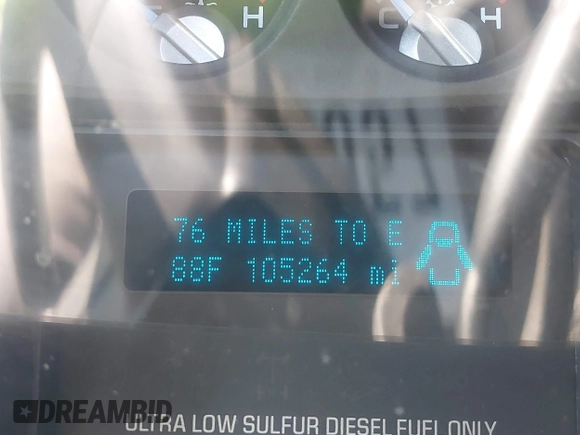 H
C H
76 MILES TO E
88F 105264 mi
ULTRA LOW SULFUR DIESEL FUEL ONLY
DREAMBID